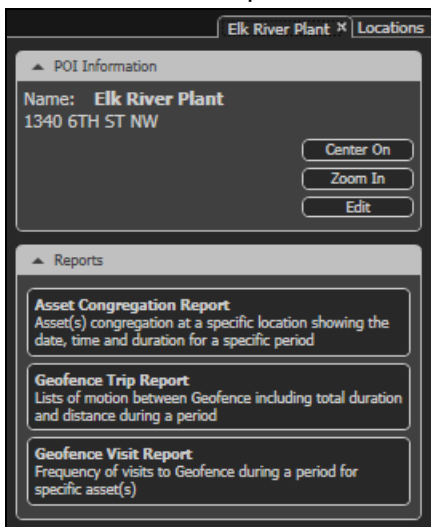 Elk River Plant × Locations
POI Information
Name: Elk River Plant
1340 6TH ST NW
Center On
Zoom In
Edit
Reports
Asset Congregation Report
Asset(s) congregation at a specific location showing the
date, time and duration for a specific period
Geofence Trip Report
Lists of motion between Geofence including total duration
and distance during a period
Geofence Visit Report
Frequency of visits to Geofence during a period for
specific asset(s)